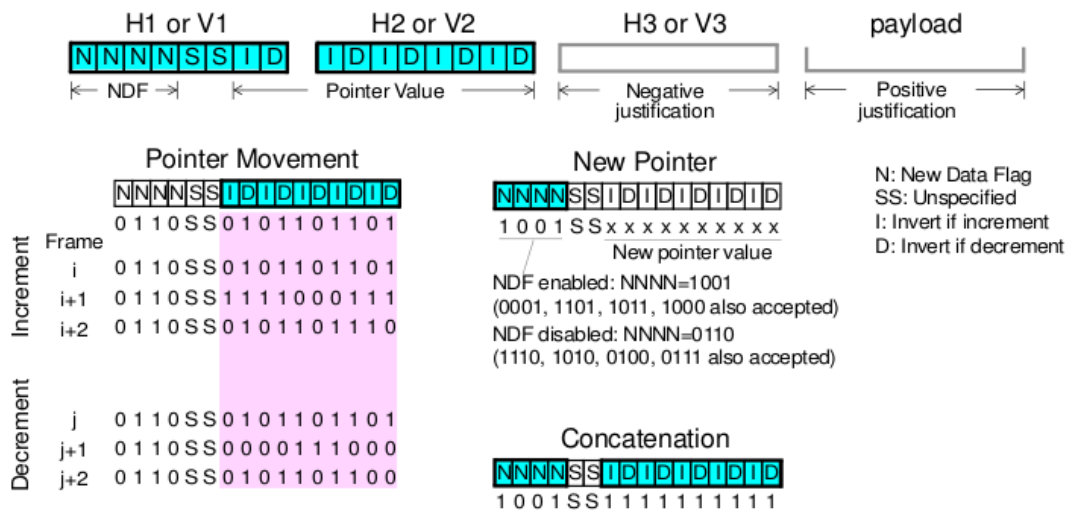 H1 or V1
H2 or V2
H3 or V3
payload
N N N N S S I D
I D I D I D I D
NDF
Pointer Value
Negative
justification
Positive
justification
Pointer Movement
N N N N S S I D I D I D I D I D
0 1 1 0 S S 0 1 0 1 1 0 1 1 0 1
Increment
Frame
i 0 1 1 0 S S 0 1 0 1 1 0 1 1 0 1
i+1 0 1 1 0 S S 1 1 1 1 0 0 0 1 1 1
i+2 0 1 1 0 S S 0 1 0 1 1 0 1 1 1 0
Decrement
j 0 1 1 0 S S 0 1 0 1 1 0 1 1 0 1
j+1 0 1 1 0 S S 0 0 0 0 1 1 1 0 0 0
j+2 0 1 1 0 S S 0 1 0 1 1 0 1 1 0 0
New Pointer
N N N N S S I D I D I D I D I D
1 0 0 1 S S x x x x x x x x x x
New pointer value
NDF enabled: NNNN=1001
(0001, 1101, 1011, 1000 also accepted)
NDF disabled: NNNN=0110
(1110, 1010, 0100, 0111 also accepted)
N: New Data Flag
SS: Unspecified
I: Invert if increment
D: Invert if decrement
Concatenation
N N N N S S I D I D I D I D I D
1 0 0 1 S S 1 1 1 1 1 1 1 1 1 1